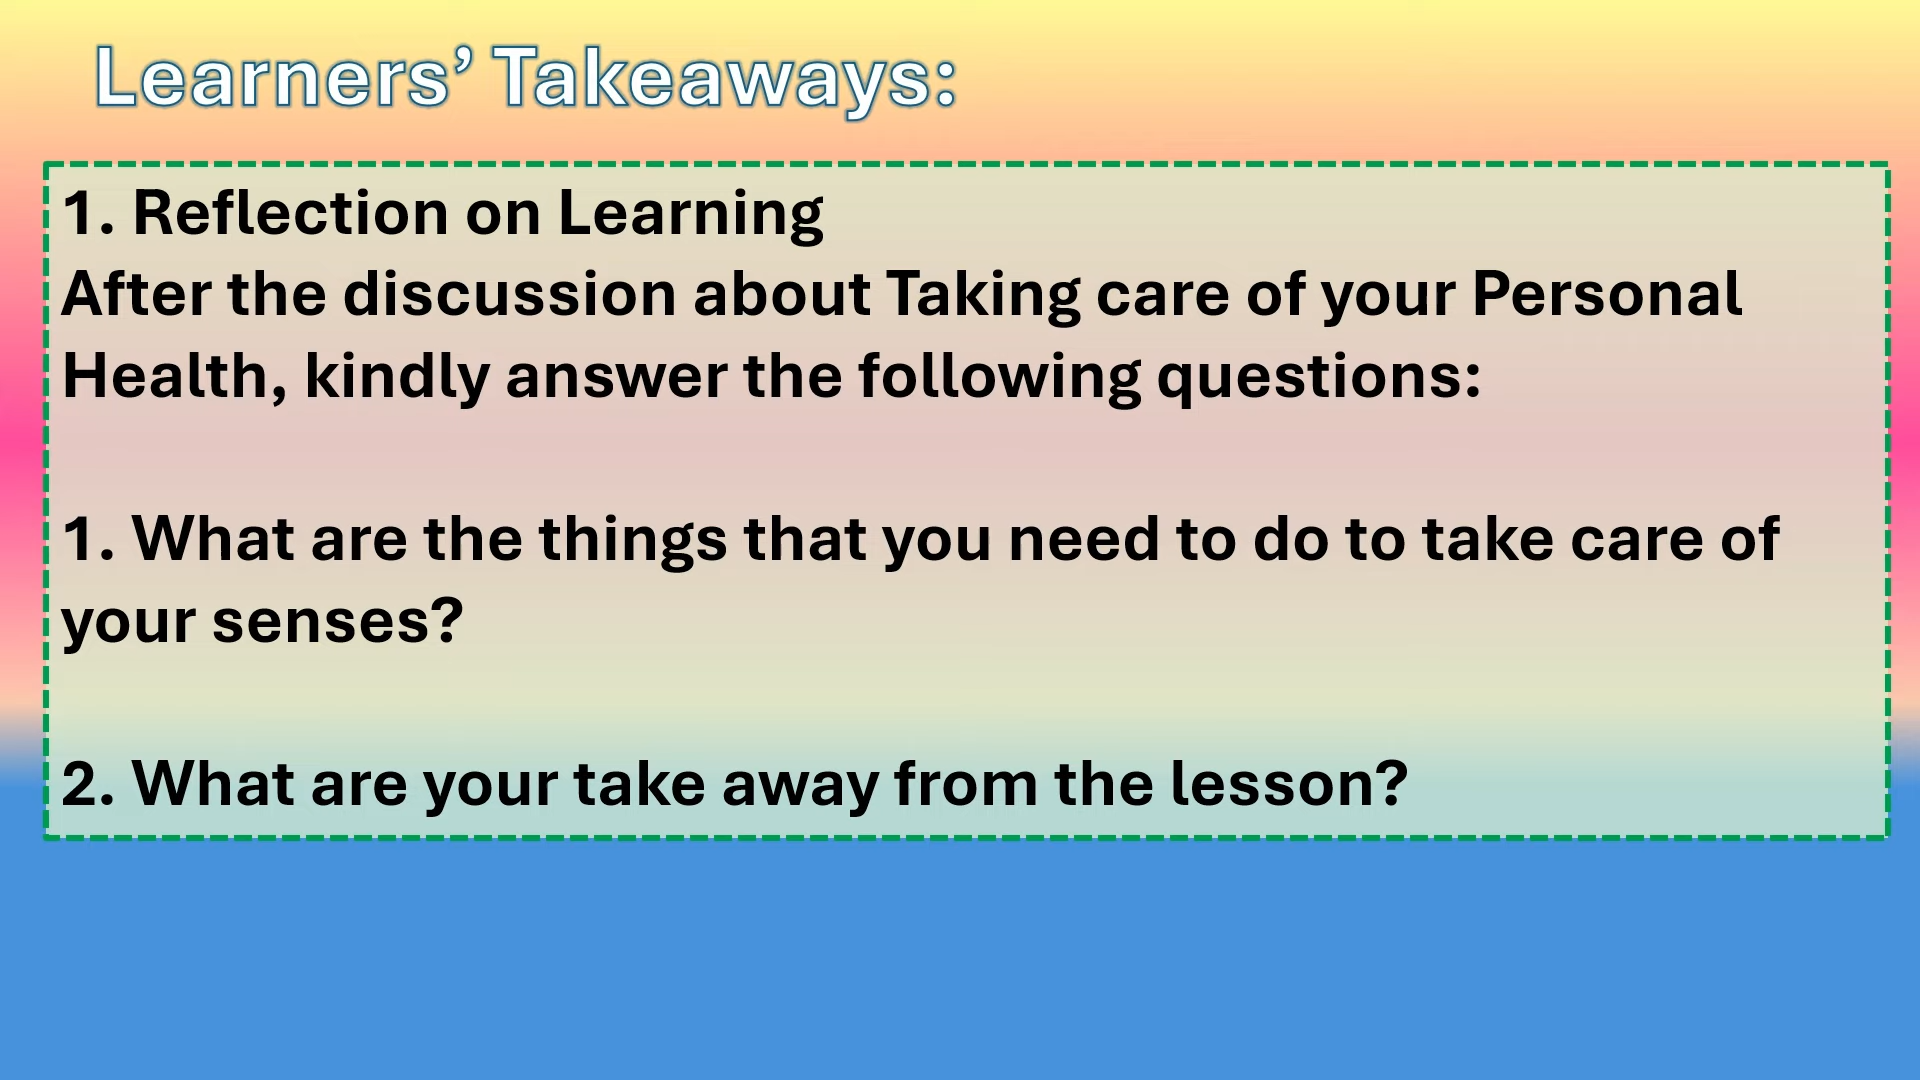 Learners’ Takeaways:
1. Reflection on Learning
After the discussion about Taking care of your Personal
Health, kindly answer the following questions:
1. What are the things that you need to do to take care of
your senses?
2. What are your take away from the lesson?